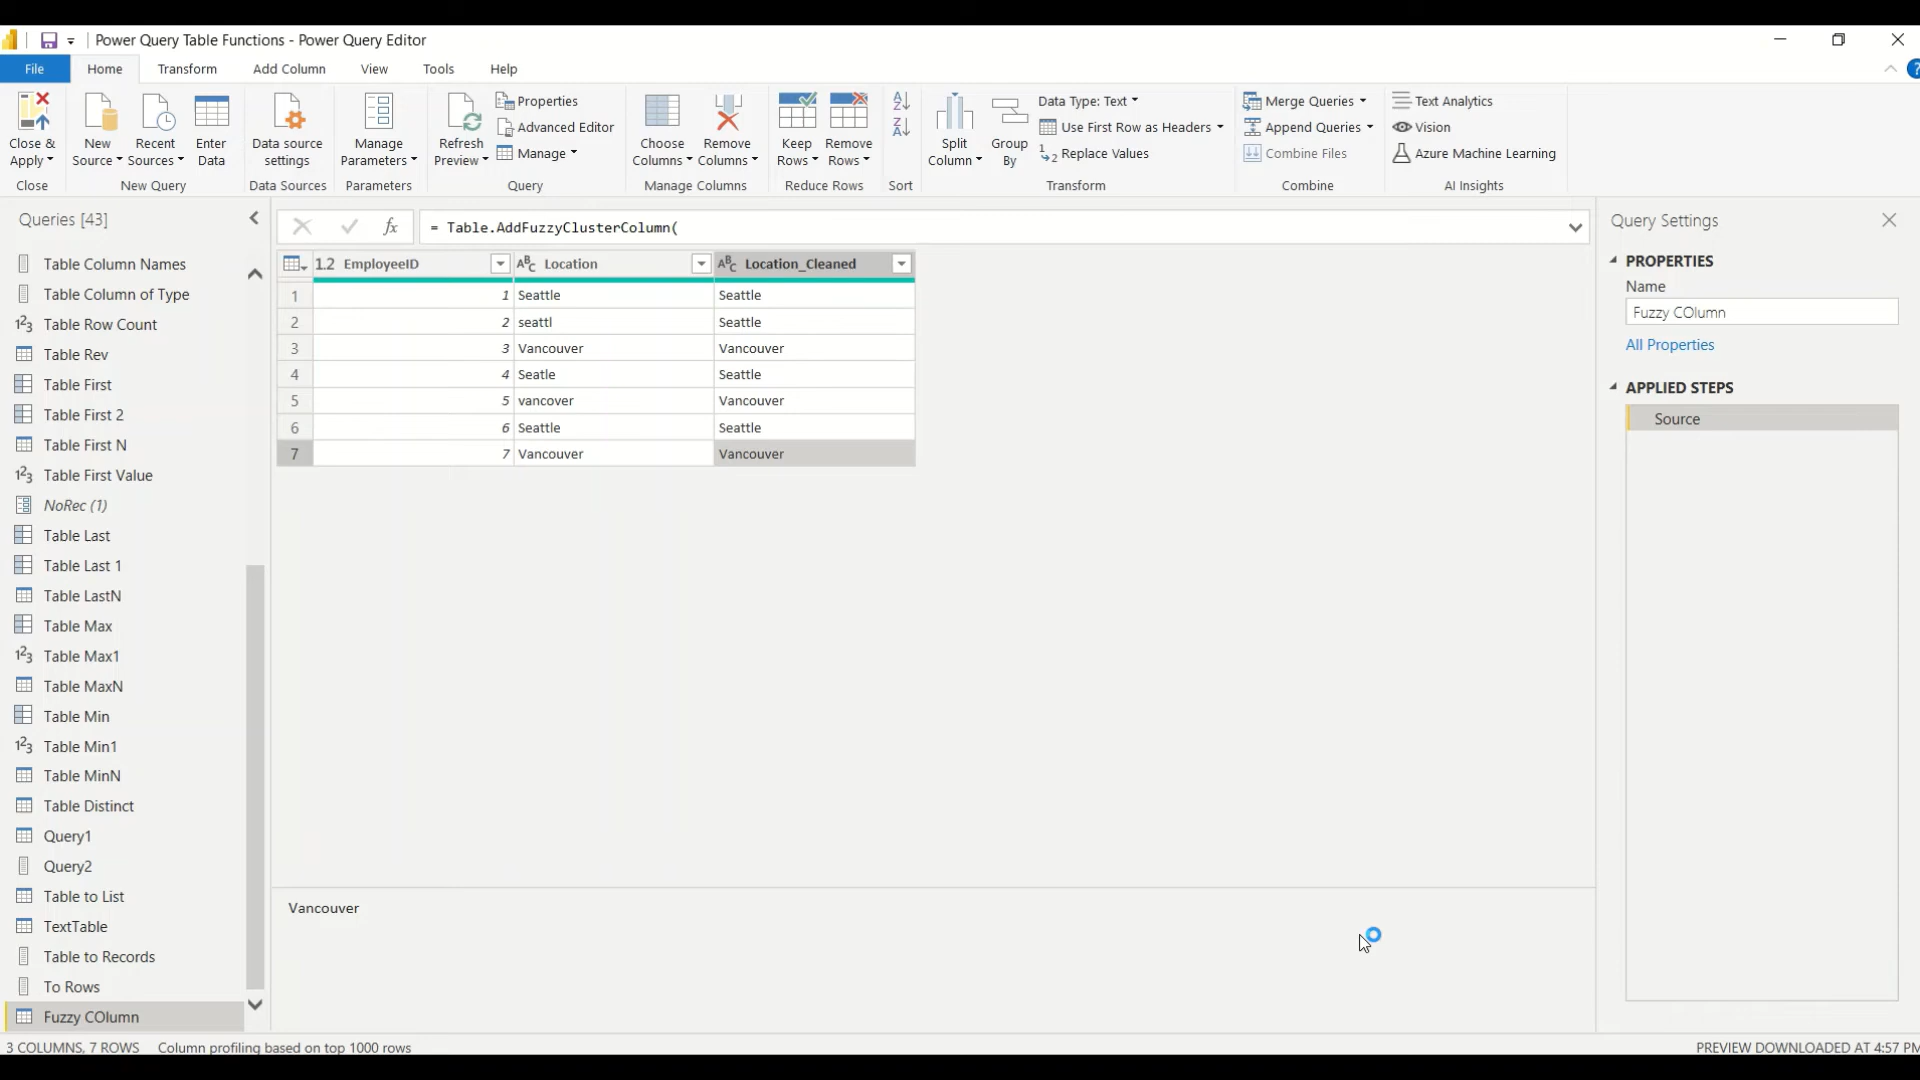 Power Query Table Functions - Power Query Editor
File Home Transform Add Column View Tools Help
Close & Apply
New Source
Recent Sources
Enter Data
Data source settings
Manage Parameters
Refresh Preview
Properties
Advanced Editor
Manage
Choose Columns
Remove Columns
Keep Rows
Remove Rows
Split Column
Group By
Data Type: Text
Use First Row as Headers
Replace Values
Merge Queries
Append Queries
Combine Files
Text Analytics
Vision
Azure Machine Learning
Close New Query Data Sources Parameters Query Manage Columns Reduce Rows Sort Transform Combine AI Insights
Queries [43]
Table Column Names
Table Column of Type
Table Row Count
Table Rev
Table First
Table First 2
Table First N
Table First Value
NoRec (1)
Table Last
Table Last 1
Table LastN
Table Max
Table Max1
Table MaxN
Table Min
Table Min1
Table MinN
Table Distinct
Query1
Query2
Table to List
TextTable
Table to Records
To Rows
Fuzzy COlumn
fx = Table.AddFuzzyClusterColumn(
1.2 EmployeeID ABC Location ABC Location_Cleaned
1 1 Seattle Seattle
2 2 seattl Seattle
3 3 Vancouver Vancouver
4 4 Seatle Seattle
5 5 vancover Vancouver
6 6 Seattle Seattle
7 7 Vancouver Vancouver
Vancouver
Query Settings
PROPERTIES
Name
Fuzzy COlumn
All Properties
APPLIED STEPS
Source
3 COLUMNS, 7 ROWS Column profiling based on top 1000 rows
PREVIEW DOWNLOADED AT 4:57 PM